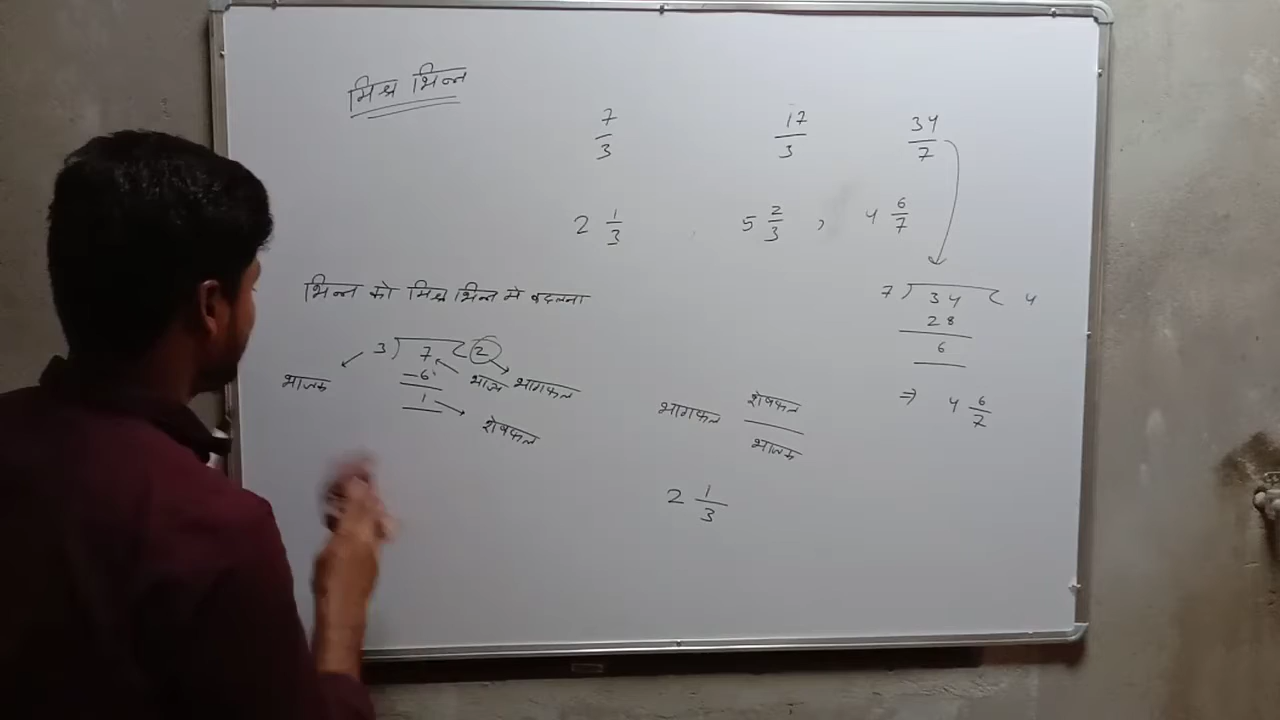 मिश्र भिन्न
7/3 17/3 34/7
2 1/3 , 5 2/3 , 4 6/7
भिन्न को मिश्र भिन्न मे बदलना
3) 7 ( 2
भाजक
-6
भाज्य भागफल
1
शेषफल
भागफल शेषफल/भाजक
2 1/3
7) 34 ( 4
28
6
⇒ 4 6/7